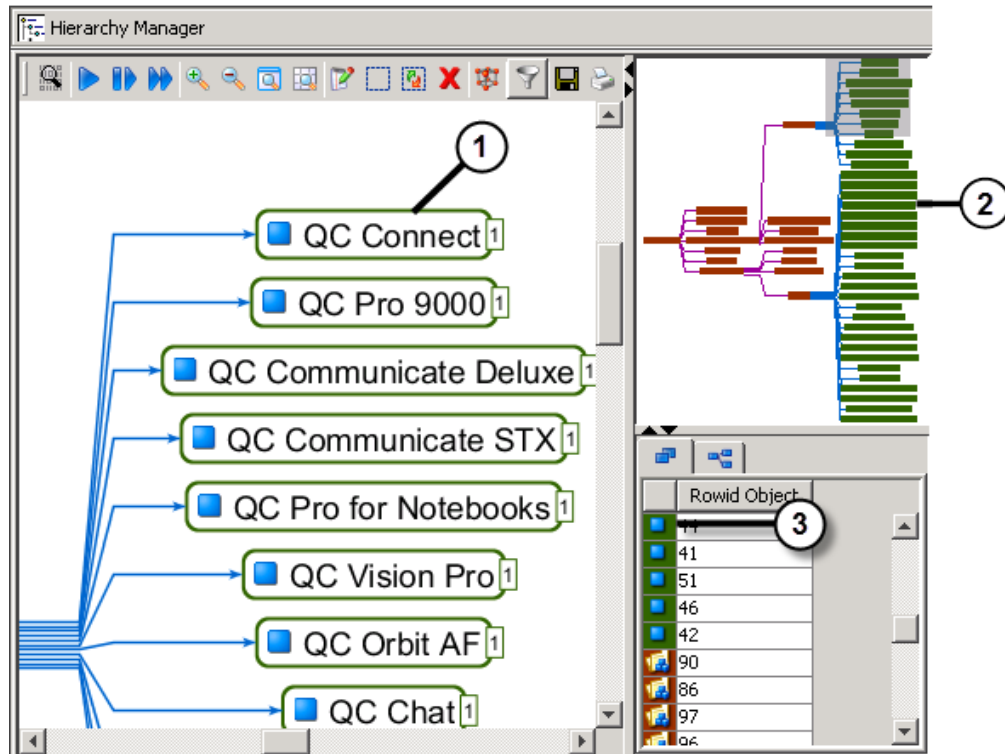 Hierarchy Manager
1
QC Connect 1
QC Pro 9000 1
QC Communicate Deluxe 1
QC Communicate STX 1
QC Pro for Notebooks 1
QC Vision Pro 1
QC Orbit AF 1
QC Chat 1
2
Rowid Object
44
3
41
51
46
42
90
86
97
96